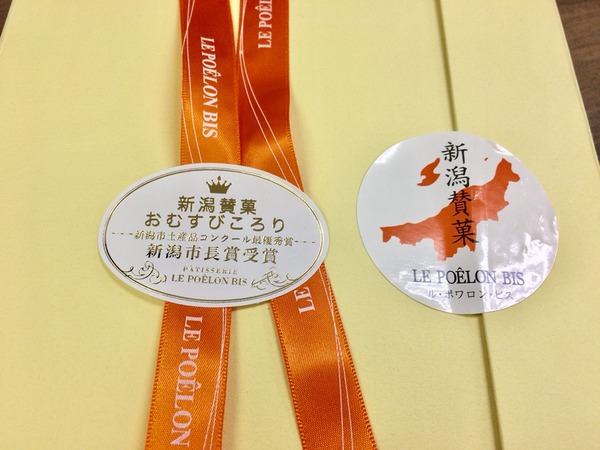 LE POÊLON BIS
LE POÊLON
新潟賛菓
おむすびころり
新潟市土産品コンクール最優秀賞
新潟市長賞受賞
PÂTISSERIE
LE POÊLON BIS
LE
LE POÊLON
新潟賛菓
LE POÊLON BIS
ル・ポワロン・ビス